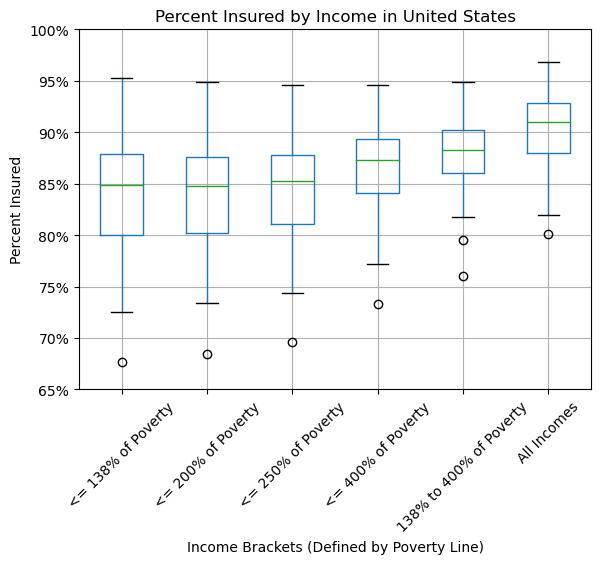 Percent Insured by Income in United States
100%
95%
90%
85%
80%
75%
70%
65%
Percent Insured
<= 138% of Poverty
<= 200% of Poverty
<= 250% of Poverty
<= 400% of Poverty
138% to 400% of Poverty
All Incomes
Income Brackets (Defined by Poverty Line)